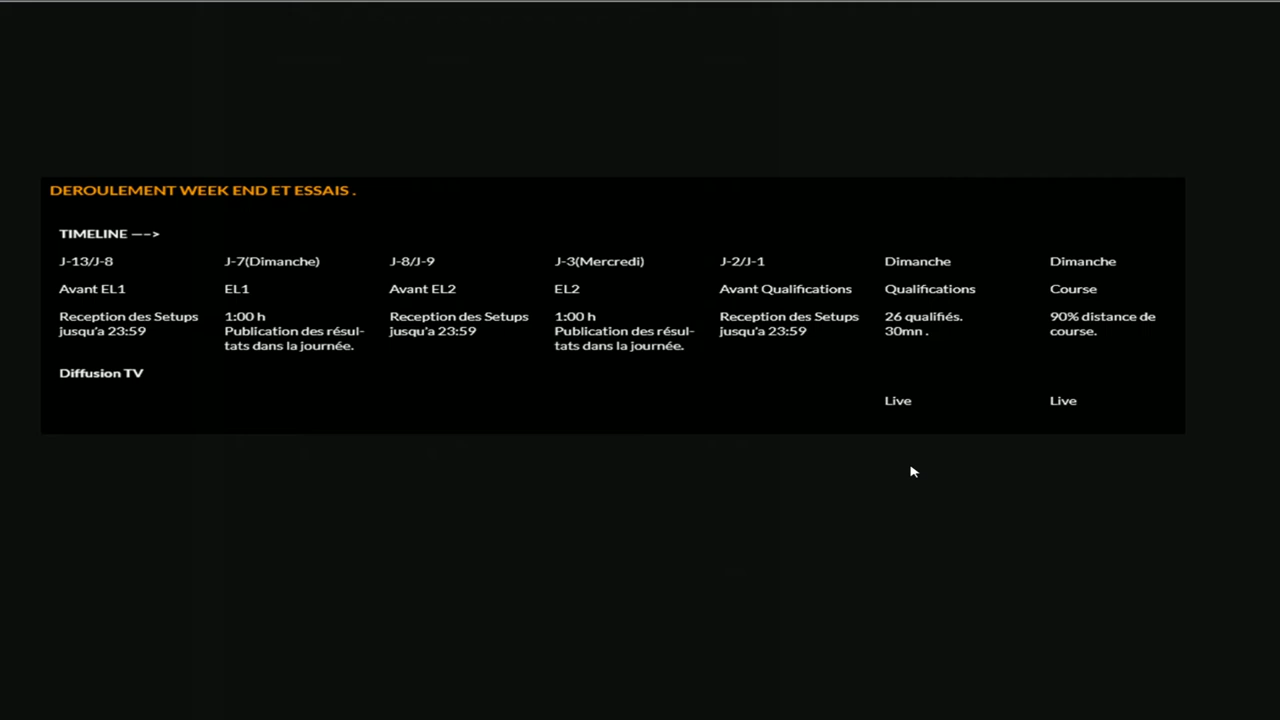 DEROULEMENT WEEK END ET ESSAIS .
TIMELINE —–>
J-13/J-8 J-7(Dimanche) J-8/J-9 J-3(Mercredi) J-2/J-1 Dimanche Dimanche
Avant EL1 EL1 Avant EL2 EL2 Avant Qualifications Qualifications Course
Reception des Setups 1:00 h Reception des Setups 1:00 h Reception des Setups 26 qualifiés. 90% distance de
jusqu'a 23:59 Publication des résul- jusqu'a 23:59 Publication des résul- jusqu'a 23:59 30mn . course.
tats dans la journée. tats dans la journée.
Diffusion TV
Live Live